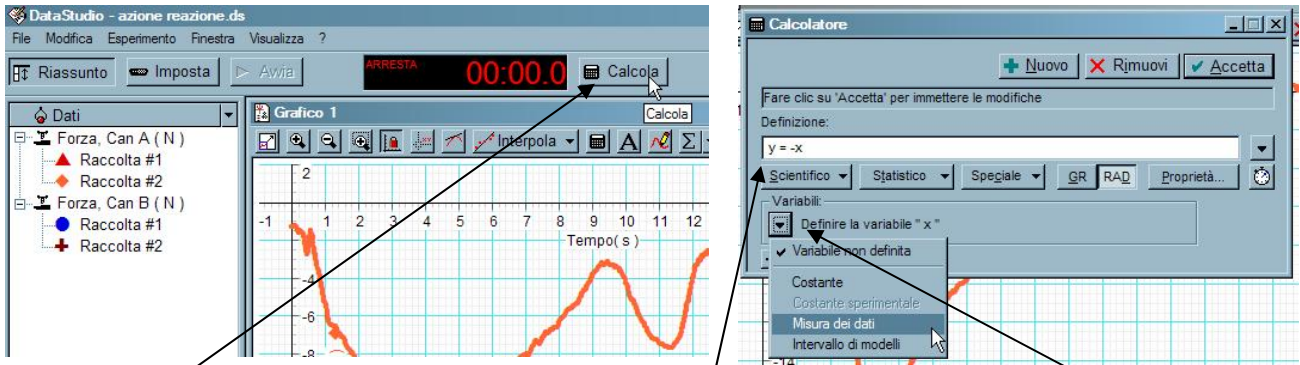 DataStudio - azione reazione.ds
File Modifica Esperimento Finestra Visualizza ?
Riassunto Imposta Avvia ARRESTA 00:00.0 Calcola
Calcola
Dati
Forza, Can A ( N )
Raccolta #1
Raccolta #2
Forza, Can B ( N )
Raccolta #1
Raccolta #2
Grafico 1
Interpola A Σ
2
-1 1 2 3 4 5 6 7 8 9 10 11 12
Tempo( s )
-4
-6
-8
Calcolatore
Nuovo Rimuovi Accetta
Fare clic su 'Accetta' per immettere le modifiche
Definizione:
y = -x
Scientifico Statistico Speciale GR RAD Proprietà...
Variabili:
Definire la variabile " x "
Variabile non definita
Costante
Costante sperimentale
Misura dei dati
Intervallo di modelli
-14